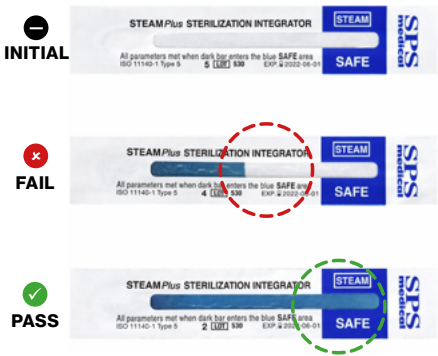 INITIAL
STEAMPlus STERILIZATION INTEGRATOR
STEAM
All parameters met when dark bar enters the blue SAFE area
ISO 11140-1 Type 5 5 LOT 530 EXP. 2022-06-01
SAFE
SPS
medical
FAIL
STEAMPlus STERILIZATION INTEGRATOR
STEAM
All parameters met when dark bar enters the blue SAFE area
ISO 11140-1 Type 5 4 LOT 530 EXP. 2022-06-01
SAFE
SPS
medical
PASS
STEAMPlus STERILIZATION INTEGRATOR
STEAM
All parameters met when dark bar enters the blue SAFE area
ISO 11140-1 Type 5 2 LOT 530 EXP. 2022-06-01
SAFE
SPS
medical